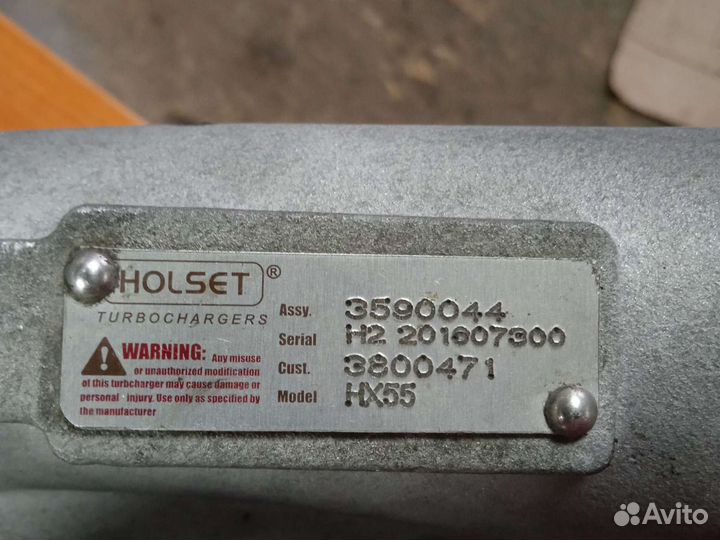 HOLSET®
TURBOCHARGERS
WARNING: Any misuse
or unauthorized modification
of this turbcharger may cause damage or
personal - injury. Use only as specified by
the manufacturer
Assy. 3590044
Serial H2 201607300
Cust. 3800471
Model HX55
Avito